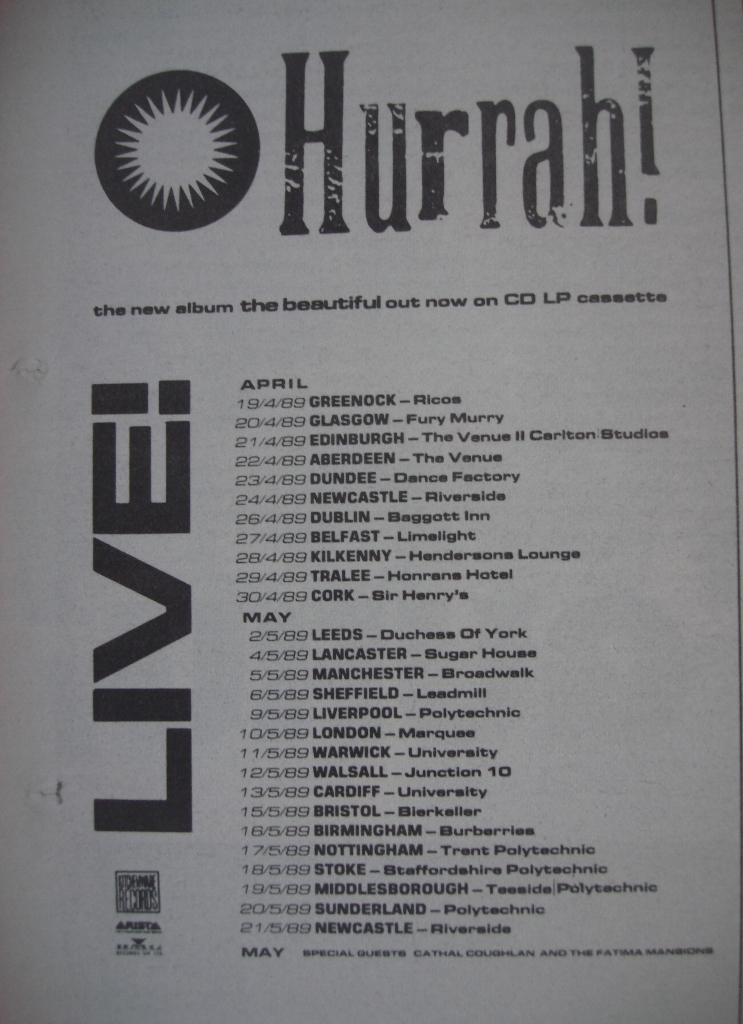 Hurrah!
the new album the beautiful out now on CD LP cassette
LIVE!
APRIL
19/4/89 GREENOCK – Ricos
20/4/89 GLASGOW – Fury Murry
21/4/89 EDINBURGH – The Venue II Carlton Studios
22/4/89 ABERDEEN – The Venue
23/4/89 DUNDEE – Dance Factory
24/4/89 NEWCASTLE – Riverside
26/4/89 DUBLIN – Baggott Inn
27/4/89 BELFAST – Limelight
28/4/89 KILKENNY – Hendersons Lounge
29/4/89 TRALEE – Honrans Hotel
30/4/89 CORK – Sir Henry's
MAY
2/5/89 LEEDS – Duchess Of York
4/5/89 LANCASTER – Sugar House
5/5/89 MANCHESTER – Broadwalk
6/5/89 SHEFFIELD – Leadmill
9/5/89 LIVERPOOL – Polytechnic
10/5/89 LONDON – Marquee
11/5/89 WARWICK – University
12/5/89 WALSALL – Junction 10
13/5/89 CARDIFF – University
15/5/89 BRISTOL – Bierkeller
16/5/89 BIRMINGHAM – Burberries
17/5/89 NOTTINGHAM – Trent Polytechnic
18/5/89 STOKE – Staffordshire Polytechnic
19/5/89 MIDDLESBOROUGH – Teeside Polytechnic
20/5/89 SUNDERLAND – Polytechnic
21/5/89 NEWCASTLE – Riverside
MAY SPECIAL GUESTS CATHAL COUGHLAN AND THE FATIMA MANSIONS
KITCHENWARE
RECORDS
ARISTA
BMG